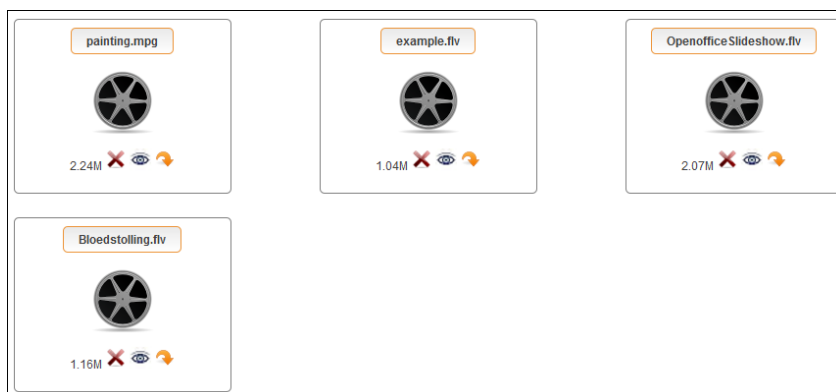 painting.mpg
example.flv
OpenofficeSlideshow.flv
2.24M
1.04M
2.07M
Bloedstolling.flv
1.16M